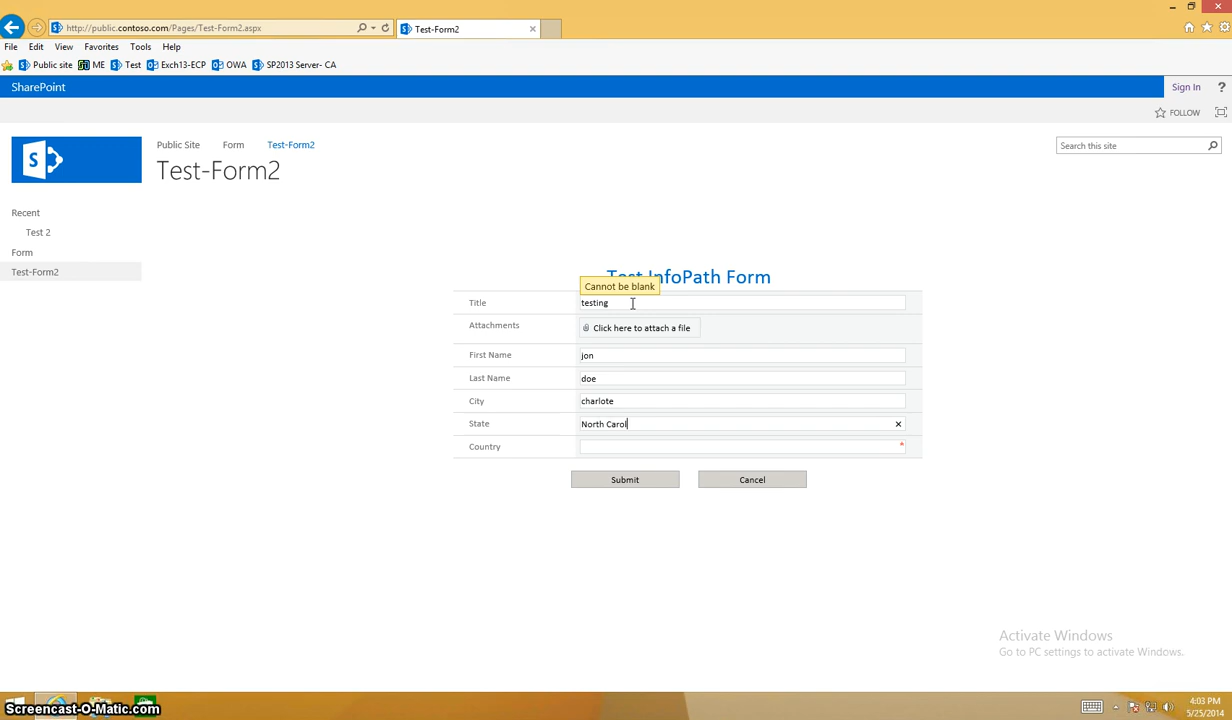 http://public.contoso.com/Pages/Test-Form2.aspx
Test-Form2
File Edit View Favorites Tools Help
Public site ME Test Exch13-ECP OWA SP2013 Server- CA
SharePoint
Sign In ?
FOLLOW
Public Site Form Test-Form2
Search this site
Test-Form2
Recent
Test 2
Form
Test-Form2
Test InfoPath Form
Cannot be blank
Title testing
Attachments Click here to attach a file
First Name jon
Last Name doe
City charlote
State North Carol
Country *
Submit Cancel
Activate Windows
Go to PC settings to activate Windows.
4:03 PM
5/25/2014
Screencast-O-Matic.com